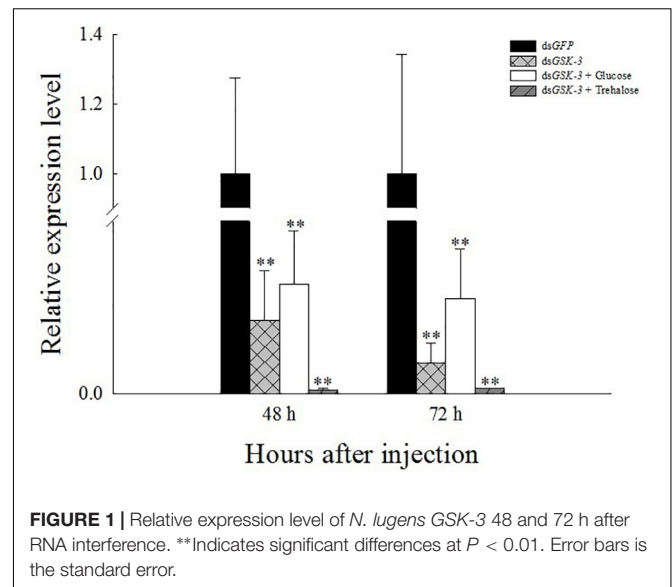 1.4
1.2
1.0
0.0
Relative expression level
dsGFP
dsGSK-3
dsGSK-3 + Glucose
dsGSK-3 + Trehalose
** ** **
** ** **
48 h 72 h
Hours after injection
FIGURE 1 | Relative expression level of N. lugens GSK-3 48 and 72 h after
RNA interference. **Indicates significant differences at P < 0.01. Error bars is
the standard error.